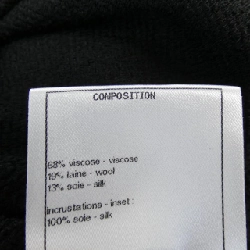 COMPOSITION
68% viscose - viscose
19% laine - wool
13% soie - silk
incrustations - inset :
100% soie - silk